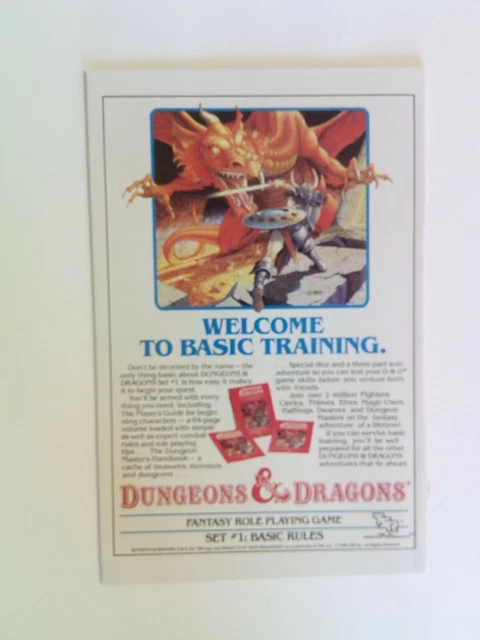 WELCOME
TO BASIC TRAINING.
Don't be deceived by the name—the
only thing basic about DUNGEONS &
DRAGONS Set #1 is how easy it makes
it to begin your quest.
You'll be armed with every-
thing you need, including:
The Player's Guide for begin-
ning characters—a 64-page
volume loaded with simple
as well as expert combat
rules and role playing
tips. . . . The Dungeon
Master's Handbook—a
cache of treasures, monsters
and dungeons . . .
. . . Special dice and a three part solo
adventure so you can test your D & D®
game skills before you venture forth
with friends.
Join over 2 million Fighters,
Clerics, Thieves, Elves, Magic-Users,
Halflings, Dwarves and Dungeon
Masters on the fantasy
adventure of a lifetime!
If you can survive basic
training, you'll be well
prepared for all the other
DUNGEONS & DRAGONS
adventures that lie ahead.
DUNGEONS & DRAGONS®
FANTASY ROLE PLAYING GAME
SET #1: BASIC RULES